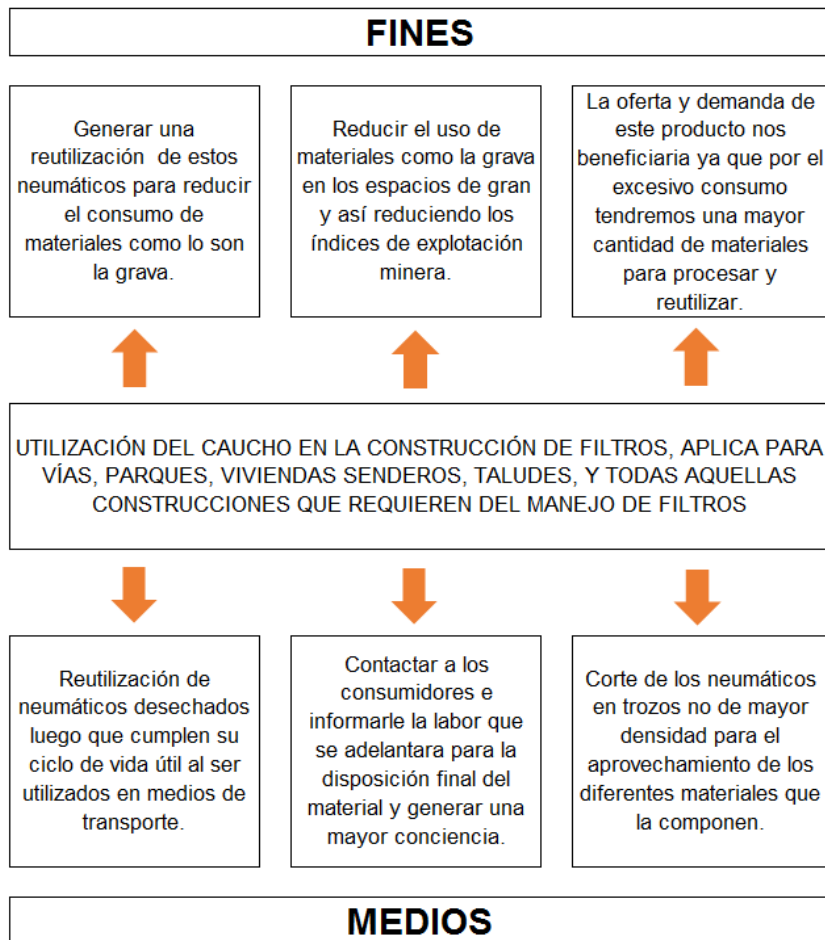 FINES
Generar una
reutilización de estos
neumáticos para reducir
el consumo de
materiales como lo son
la grava.
Reducir el uso de
materiales como la grava
en los espacios de gran
y así reduciendo los
índices de explotación
minera.
La oferta y demanda de
este producto nos
beneficiaria ya que por el
excesivo consumo
tendremos una mayor
cantidad de materiales
para procesar y
reutilizar.
UTILIZACIÓN DEL CAUCHO EN LA CONSTRUCCIÓN DE FILTROS, APLICA PARA
VÍAS, PARQUES, VIVIENDAS SENDEROS, TALUDES, Y TODAS AQUELLAS
CONSTRUCCIONES QUE REQUIEREN DEL MANEJO DE FILTROS
Reutilización de
neumáticos desechados
luego que cumplen su
ciclo de vida útil al ser
utilizados en medios de
transporte.
Contactar a los
consumidores e
informarle la labor que
se adelantara para la
disposición final del
material y generar una
mayor conciencia.
Corte de los neumáticos
en trozos no de mayor
densidad para el
aprovechamiento de los
diferentes materiales que
la componen.
MEDIOS